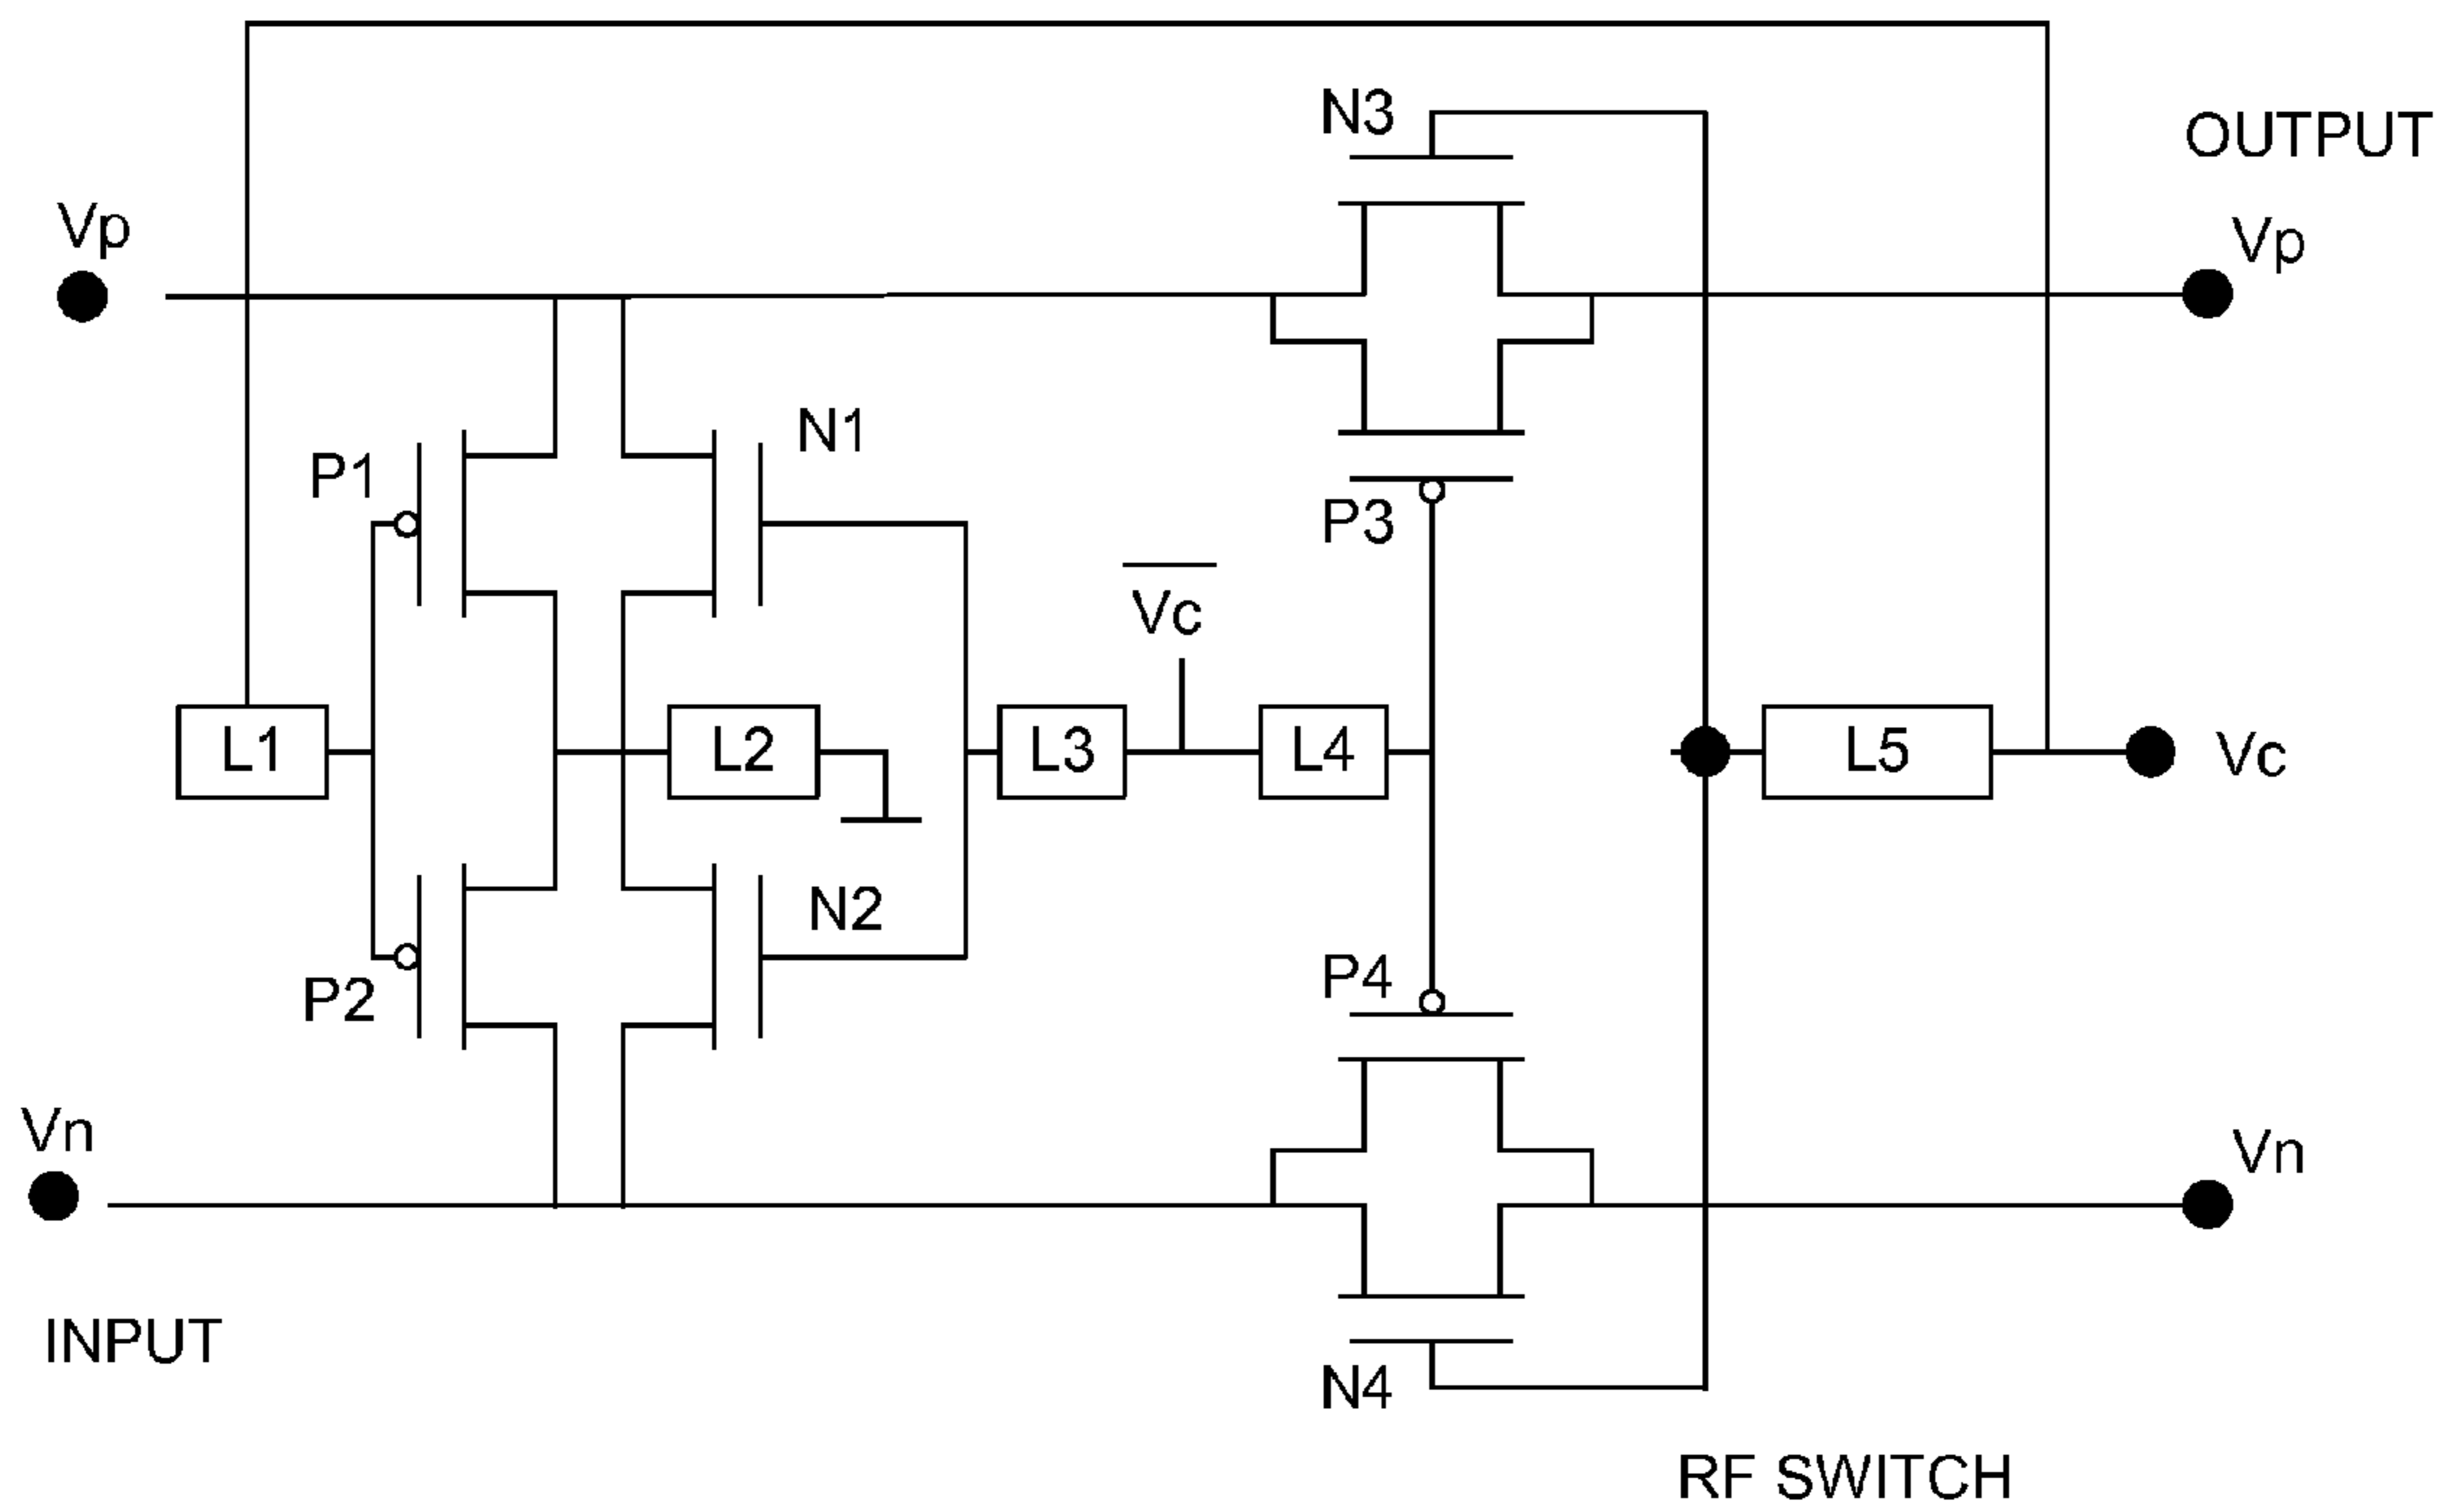 N3
OUTPUT
Vp
Vp
N1
P1
P3
V̅c̅
L1
L2
L3
L4
L5
Vc
N2
P4
P2
Vn
Vn
INPUT
N4
RF SWITCH